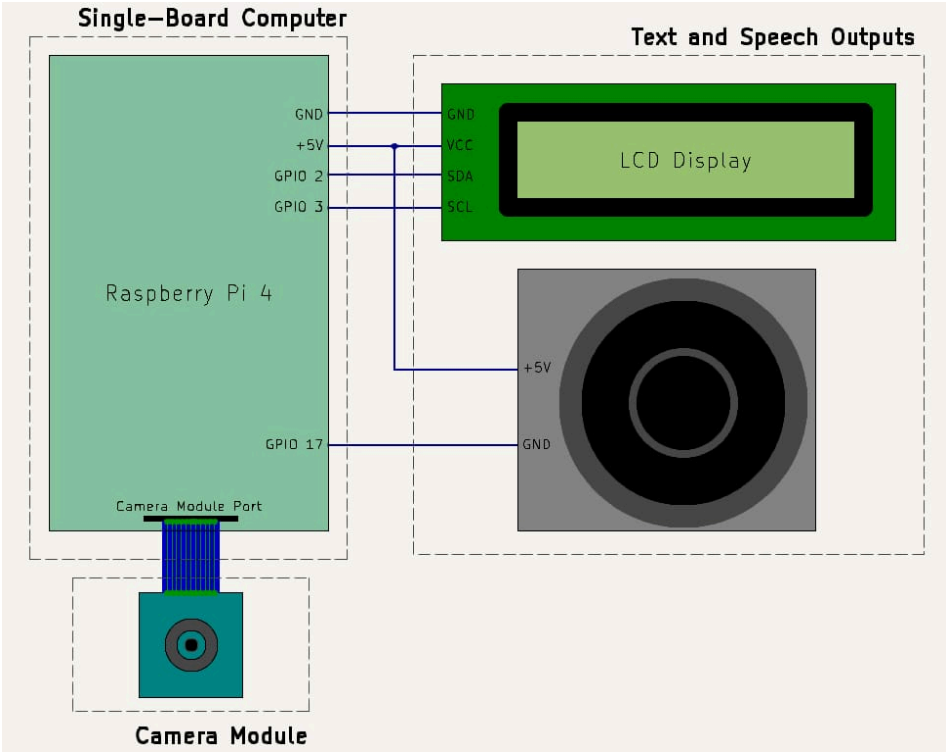 Single-Board Computer
Text and Speech Outputs
GND
+5V
GPIO 2
GPIO 3
GND
VCC
SDA
SCL
LCD Display
Raspberry Pi 4
+5V
GND
GPIO 17
Camera Module Port
Camera Module